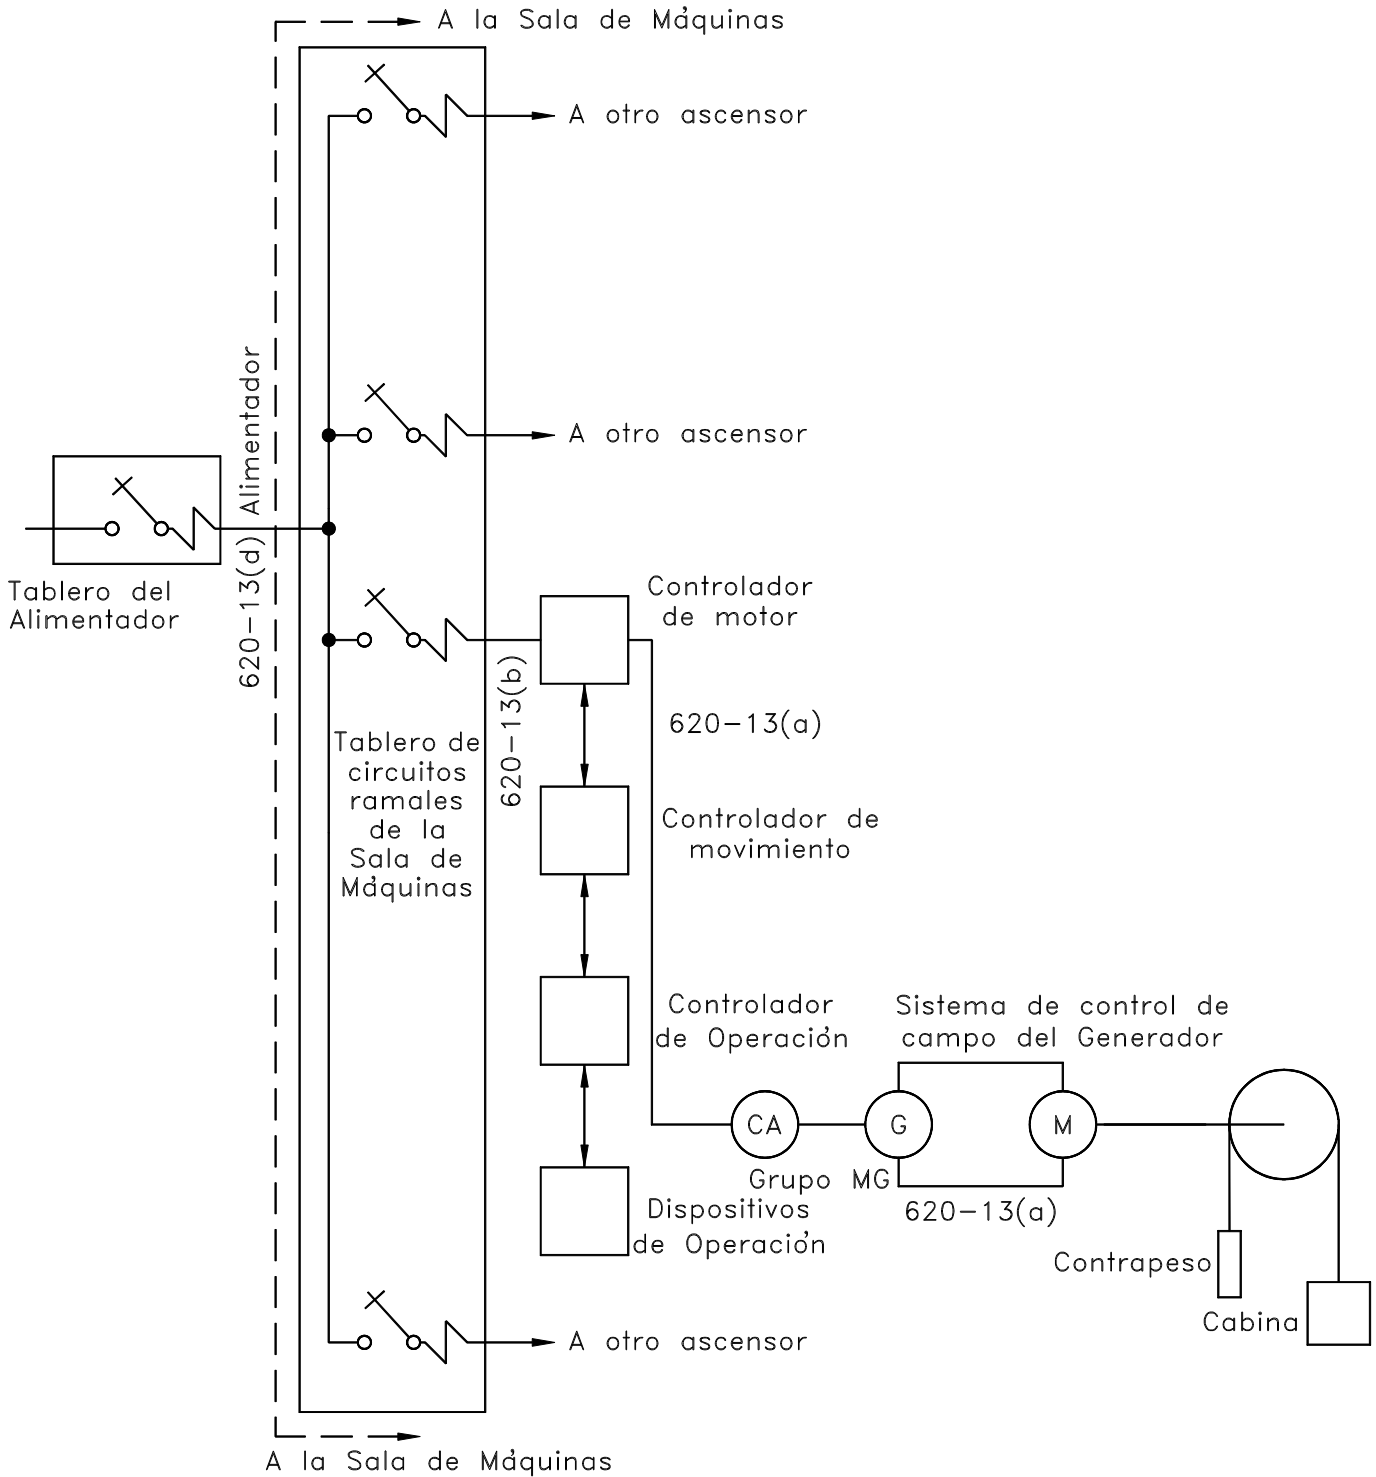 A la Sala de Máquinas
A otro ascensor
A otro ascensor
620-13(d) Alimentador
Tablero del
Alimentador
Controlador
de motor
620-13(b)
620-13(a)
Tablero de
circuitos
ramales
de la
Sala de
Máquinas
Controlador de
movimiento
Controlador
de Operación
Sistema de control de
campo del Generador
CA
G
M
Grupo MG
620-13(a)
Dispositivos
de Operación
Contrapeso
Cabina
A otro ascensor
A la Sala de Máquinas